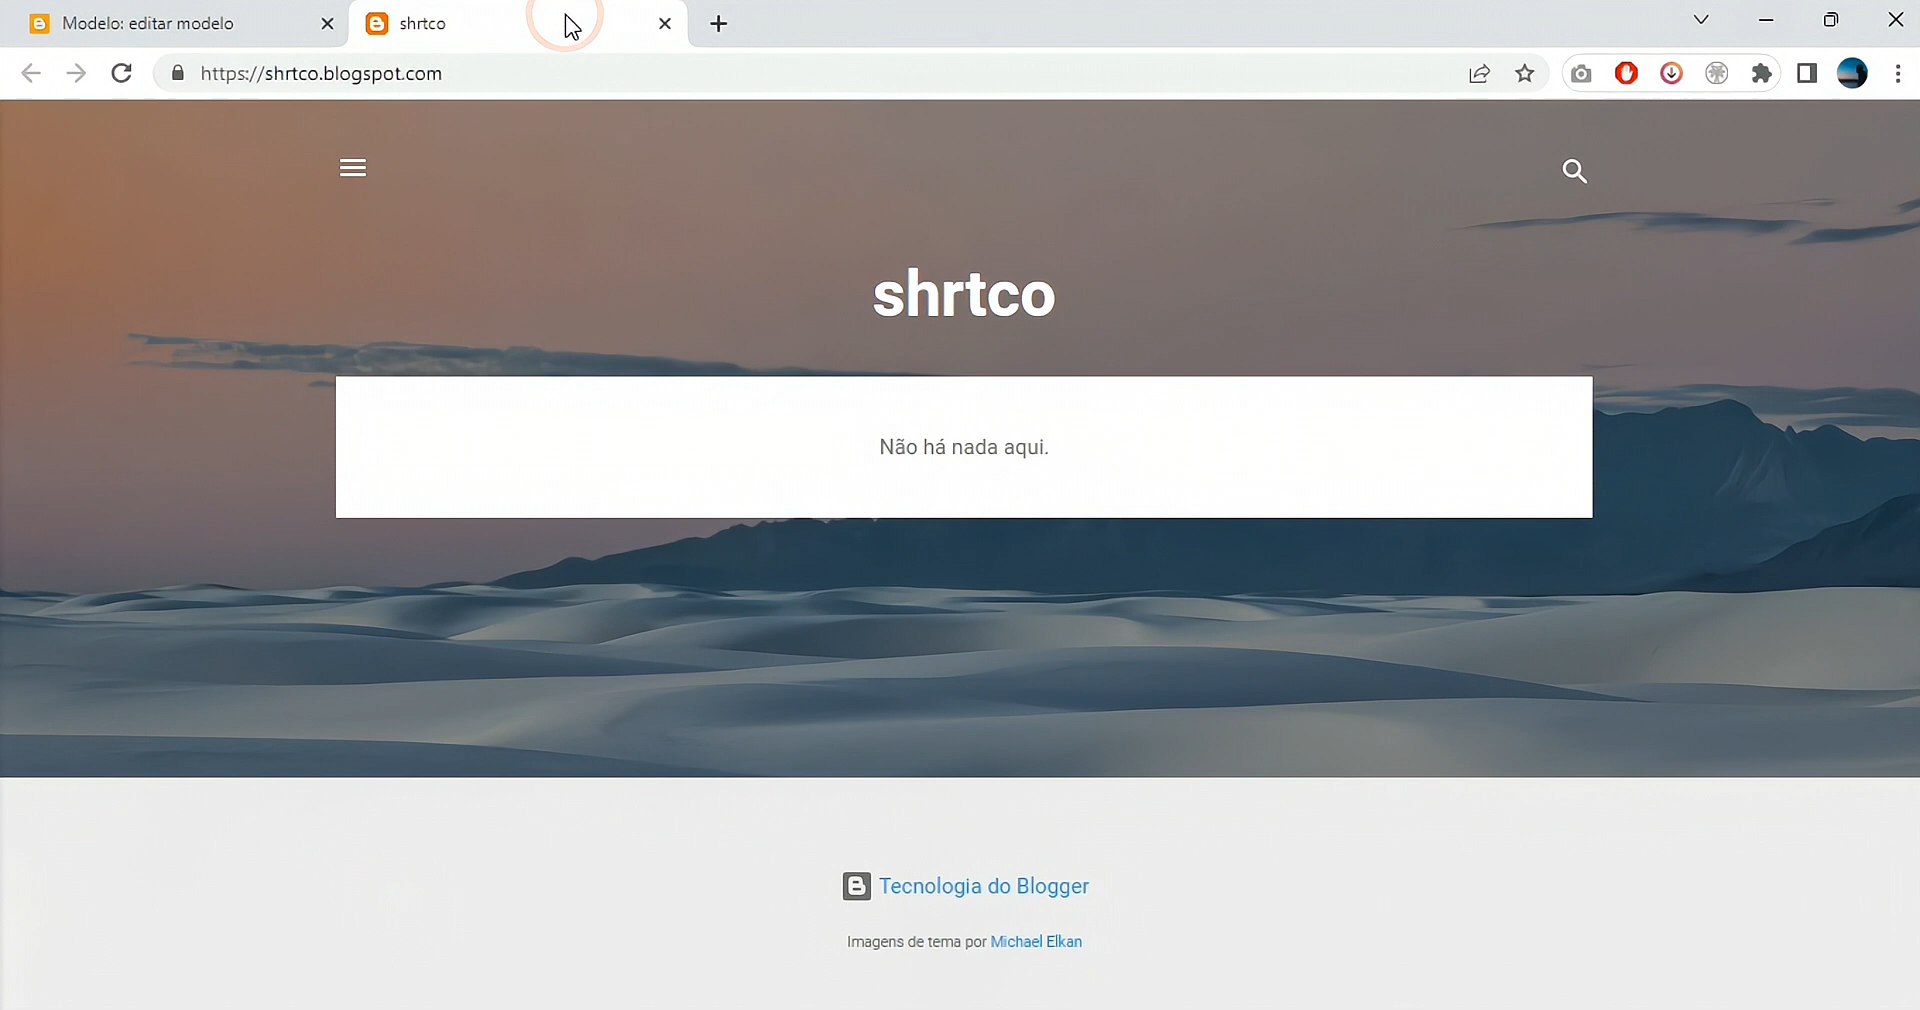 Modelo: editar modelo
shrtco
https://shrtco.blogspot.com
shrtco
Não há nada aqui.
Tecnologia do Blogger
Imagens de tema por Michael Elkan